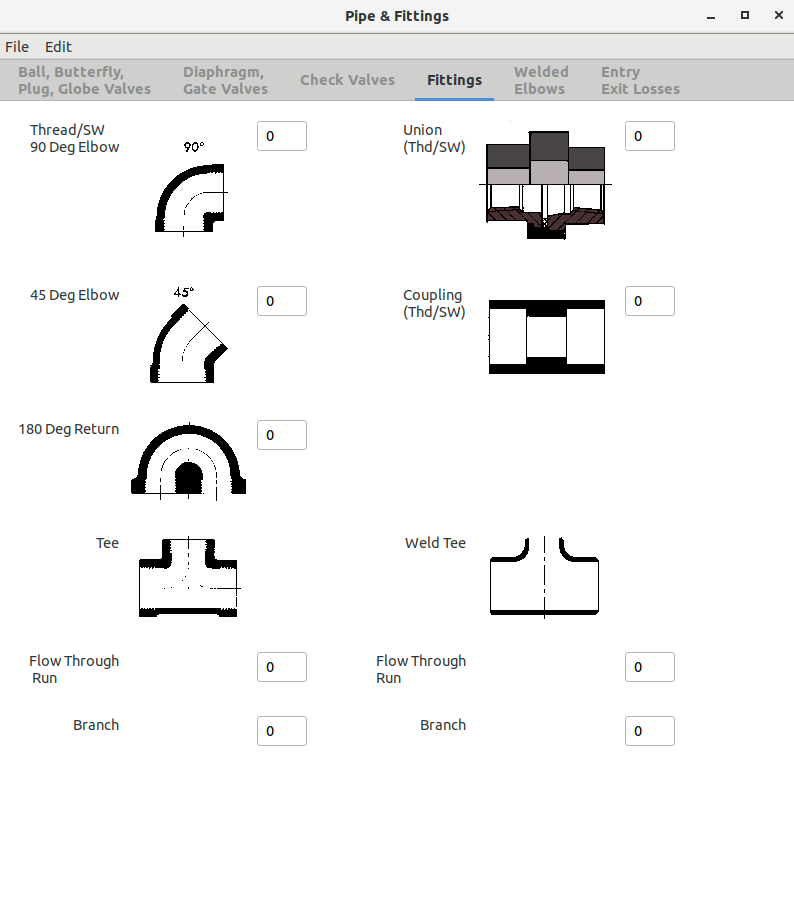 Pipe & Fittings
File Edit
Ball, Butterfly,
Plug, Globe Valves
Diaphragm,
Gate Valves
Check Valves
Fittings
Welded
Elbows
Entry
Exit Losses
Thread/SW
90 Deg Elbow
90°
0
Union
(Thd/SW)
0
45 Deg Elbow
45°
0
Coupling
(Thd/SW)
0
180 Deg Return
0
Tee
Weld Tee
Flow Through
Run
0
Flow Through
Run
0
Branch
0
Branch
0